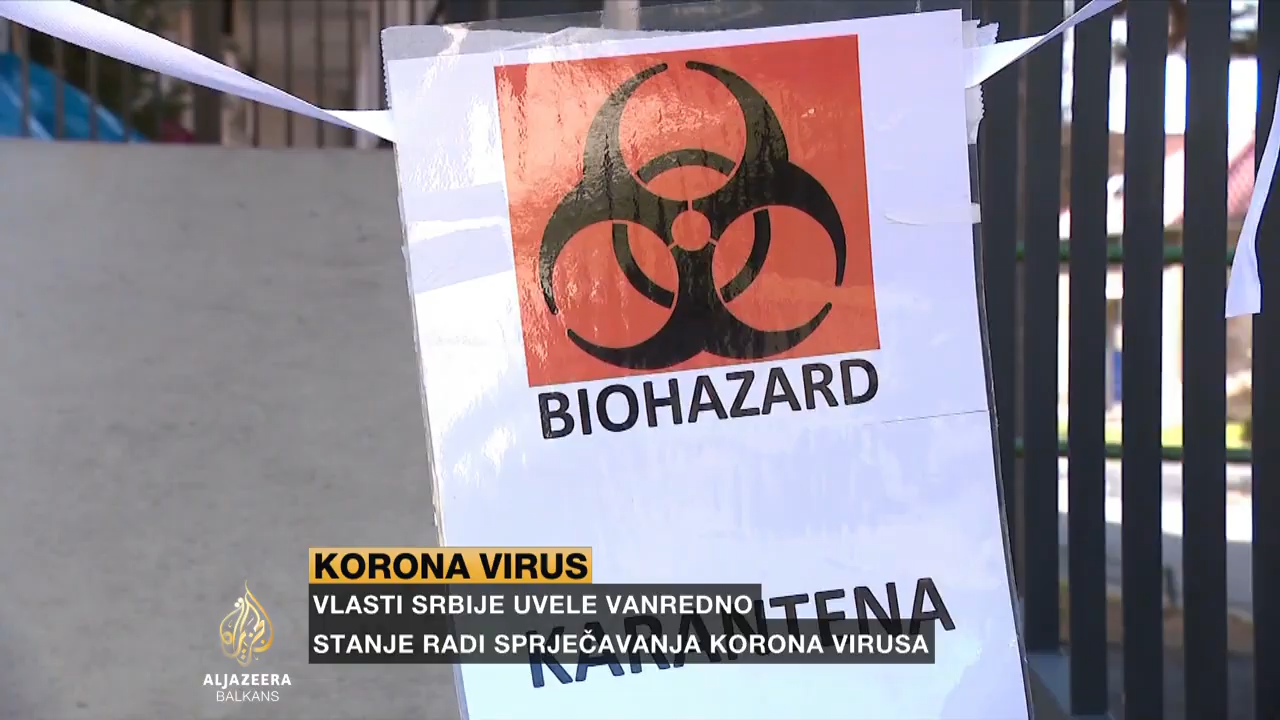 BIOHAZARD
KARANTENA
KORONA VIRUS
VLASTI SRBIJE UVELE VANREDNO
STANJE RADI SPRJEČAVANJA KORONA VIRUSA
ALJAZEERA
BALKANS